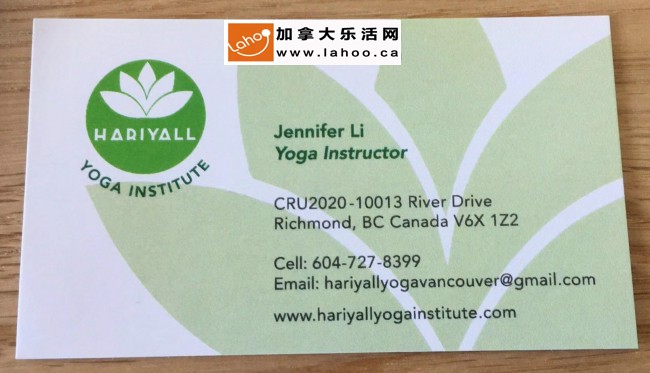 Lahoo
加拿大乐活网
www.lahoo.ca
HARIYALL
YOGA INSTITUTE
Jennifer Li
Yoga Instructor
CRU2020-10013 River Drive
Richmond, BC Canada V6X 1Z2
Cell: 604-727-8399
Email: hariyallyogavancouver@gmail.com
www.hariyallyogainstitute.com